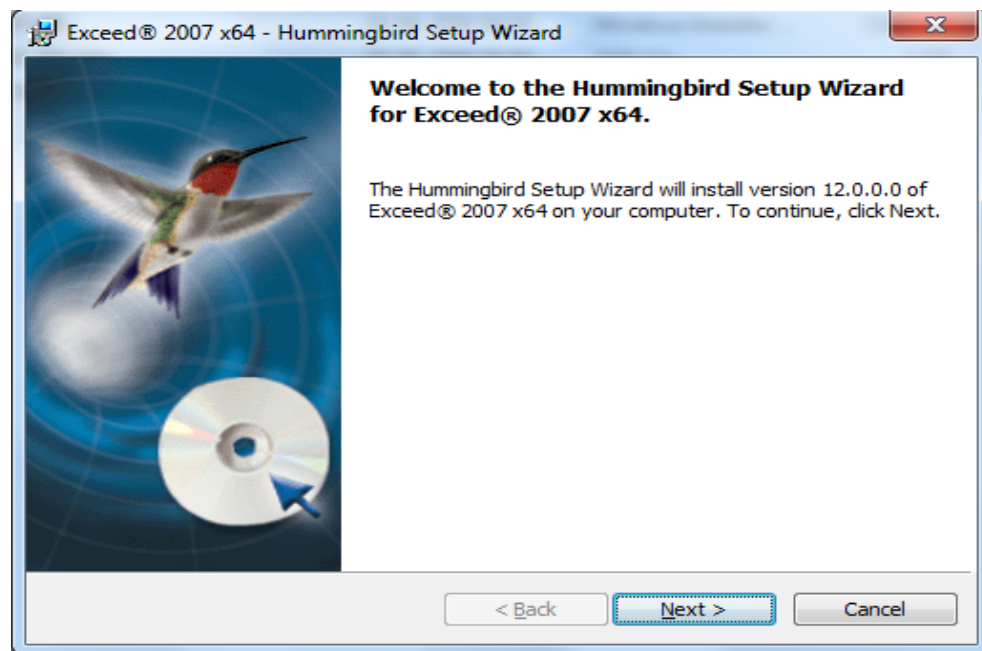 Exceed® 2007 x64 - Hummingbird Setup Wizard
Welcome to the Hummingbird Setup Wizard
for Exceed® 2007 x64.
The Hummingbird Setup Wizard will install version 12.0.0.0 of
Exceed® 2007 x64 on your computer. To continue, click Next.
< Back
Next >
Cancel